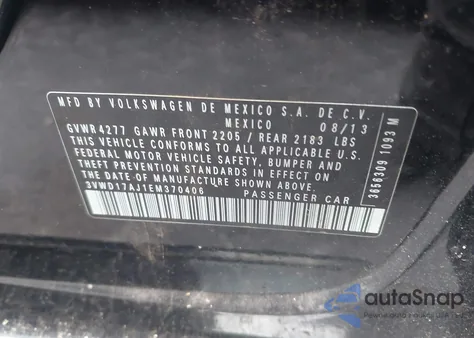 MFD BY VOLKSWAGEN DE MEXICO S.A. DE C.V.
MEXICO 08/13
GVWR 4277 GAWR FRONT 2205 / REAR 2183 LBS
THIS VEHICLE CONFORMS TO ALL APPLICABLE U.S.
FEDERAL MOTOR VEHICLE SAFETY, BUMPER AND
THEFT PREVENTION STANDARDS IN EFFECT ON THE
DATE OF MANUFACTURE SHOWN ABOVE.
3VWD17AJ1EM370406 PASSENGER CAR
3656309 1093 M
autoSnap